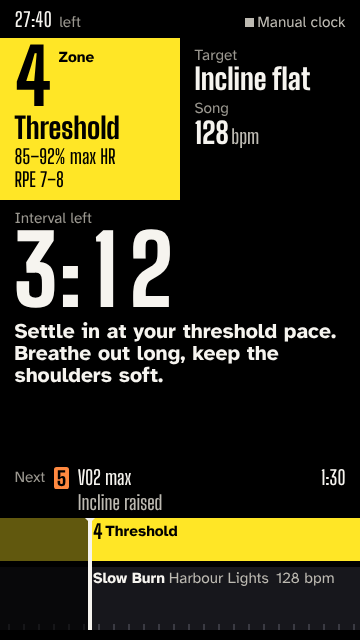 27:40 left
Manual clock
4 Zone
Threshold
85–92% max HR
RPE 7–8
Target
Incline flat
Song
128 bpm
Interval left
3:12
Settle in at your threshold pace.
Breathe out long, keep the
shoulders soft.
Next 5 VO2 max 1:30
Incline raised
4 Threshold
Slow Burn Harbour Lights 128 bpm